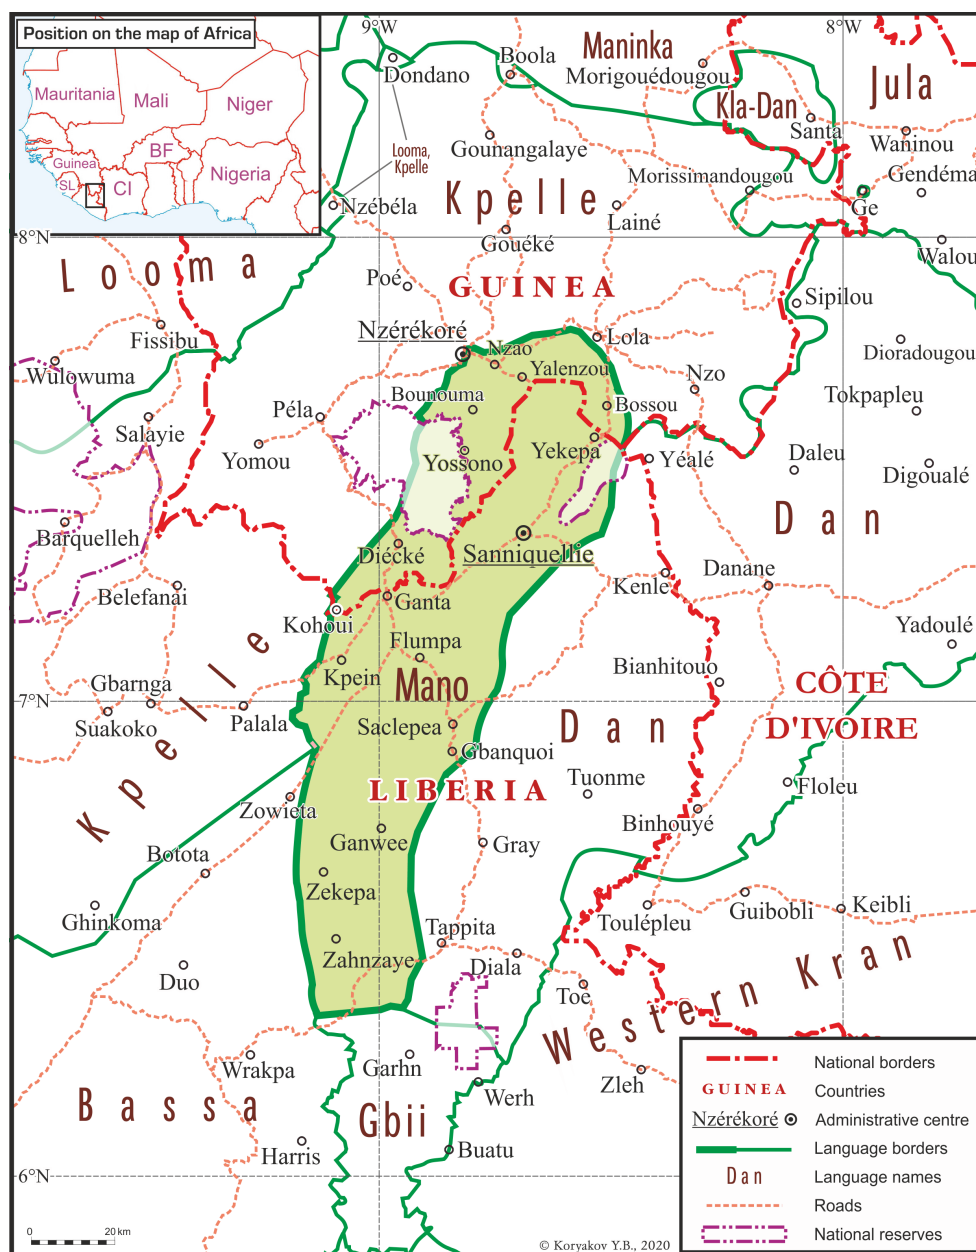 Position on the map of Africa
Mauritania
Mali
Niger
BF
Guinea
Nigeria
SL
CI
9°W
8°W
Maninka
Boola
Dondano
Morigouédougou
Jula
Kla-Dan
Santa
Waninou
Gounangalaye
Looma,
Kpelle
Morissimandougou
Gendéma
Kpelle
Nzébéla
Lainé
Ge
8°N
Gouéké
Walou
Looma
Poé
GUINEA
Sipilou
Fissibu
Nzérékoré
Lola
Nzao
Dioradougou
Wulowuma
Yalenzou
Nzo
Bounouma
Tokpapleu
Péla
Bossou
Salayie
Yomou
Yossono
Yekepa
Yéalé
Daleu
Digoualé
Dan
Barquelleh
Diécké
Sanniquellie
Belefanai
Kenle
Danane
Ganta
Kohoui
Yadoulé
Flumpa
Kpelle
Kpein
Bianhitouo
Gbarnga
Mano
CÔTE
D'IVOIRE
7°N
Suakoko
Palala
Saclepea
Dan
Gbanquoi
Tuonme
Floleu
LIBERIA
Zowieta
Binhouyé
Ganwee
Gray
Botota
Zekepa
Ghinkoma
Toulépleu
Guibobli
Keibli
Tappita
Zahnzaye
Diala
Duo
Toe
Western Kran
Wrakpa
Garhn
Zleh
Werh
Bassa
Gbii
Harris
Buatu
6°N
National borders
GUINEA
Countries
Nzérékoré
Administrative centre
Language borders
Dan
Language names
Roads
National reserves
0
20 km
© Koryakov Y.B., 2020